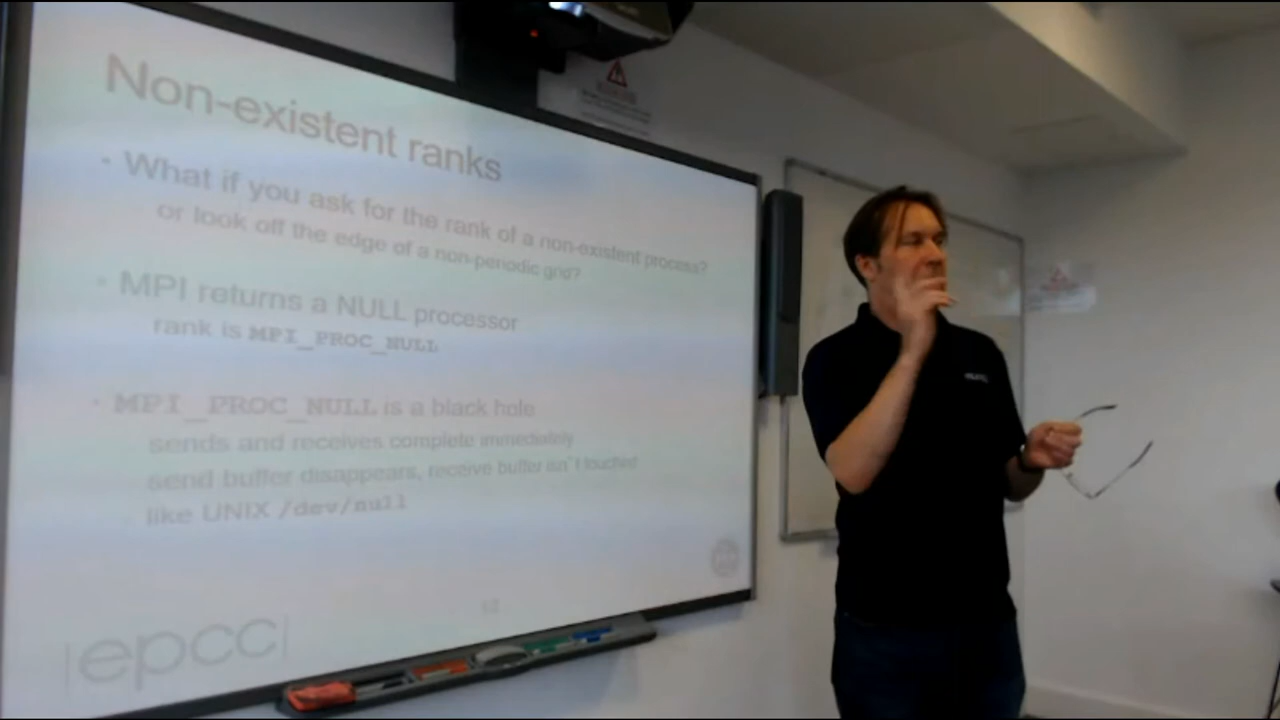 Non-existent ranks
• What if you ask for the rank of a non-existent process?
or look off the edge of a non-periodic grid?
• MPI returns a NULL processor
rank is MPI_PROC_NULL
• MPI_PROC_NULL is a black hole
sends and receives complete immediately
send buffer disappears, receive buffer isn't touched
like UNIX /dev/null
|epcc|